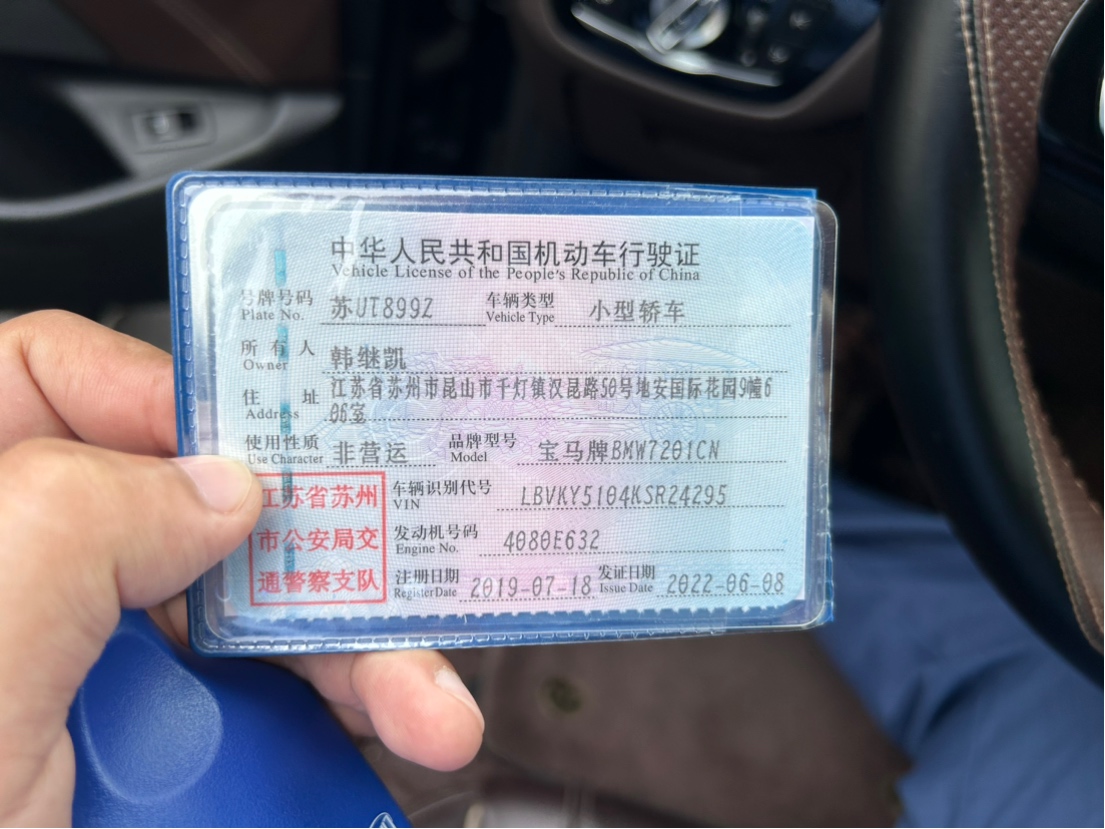 中华人民共和国机动车行驶证
Vehicle License of the People's Republic of China
号牌号码 苏UT899Z 车辆类型 小型轿车
Plate No. Vehicle Type
所有人 韩继凯
Owner
住址 江苏省苏州市昆山市千灯镇汉昆路50号地安国际花园9幢6
Address 06室
使用性质 非营运 品牌型号 宝马牌BMW7201CN
Use Character Model
江苏省苏州 车辆识别代号 LBVKY5104KSR24295
VIN
市公安局交 发动机号码 4080E632
Engine No.
通警察支队 注册日期 2019-07-18 发证日期 2022-06-08
Register Date Issue Date